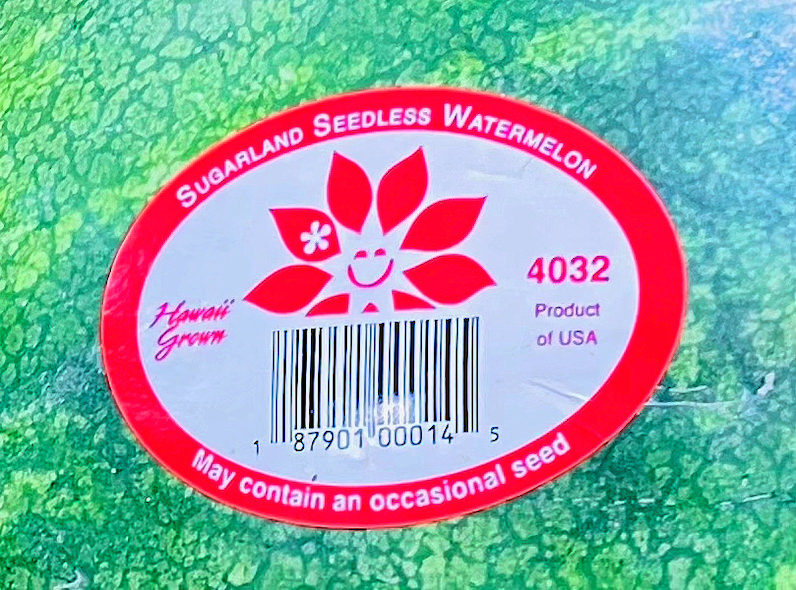 SUGARLAND SEEDLESS WATERMELON
4032
Hawaii
Grown
Product
of USA
1 87901 00014 5
May contain an occasional seed